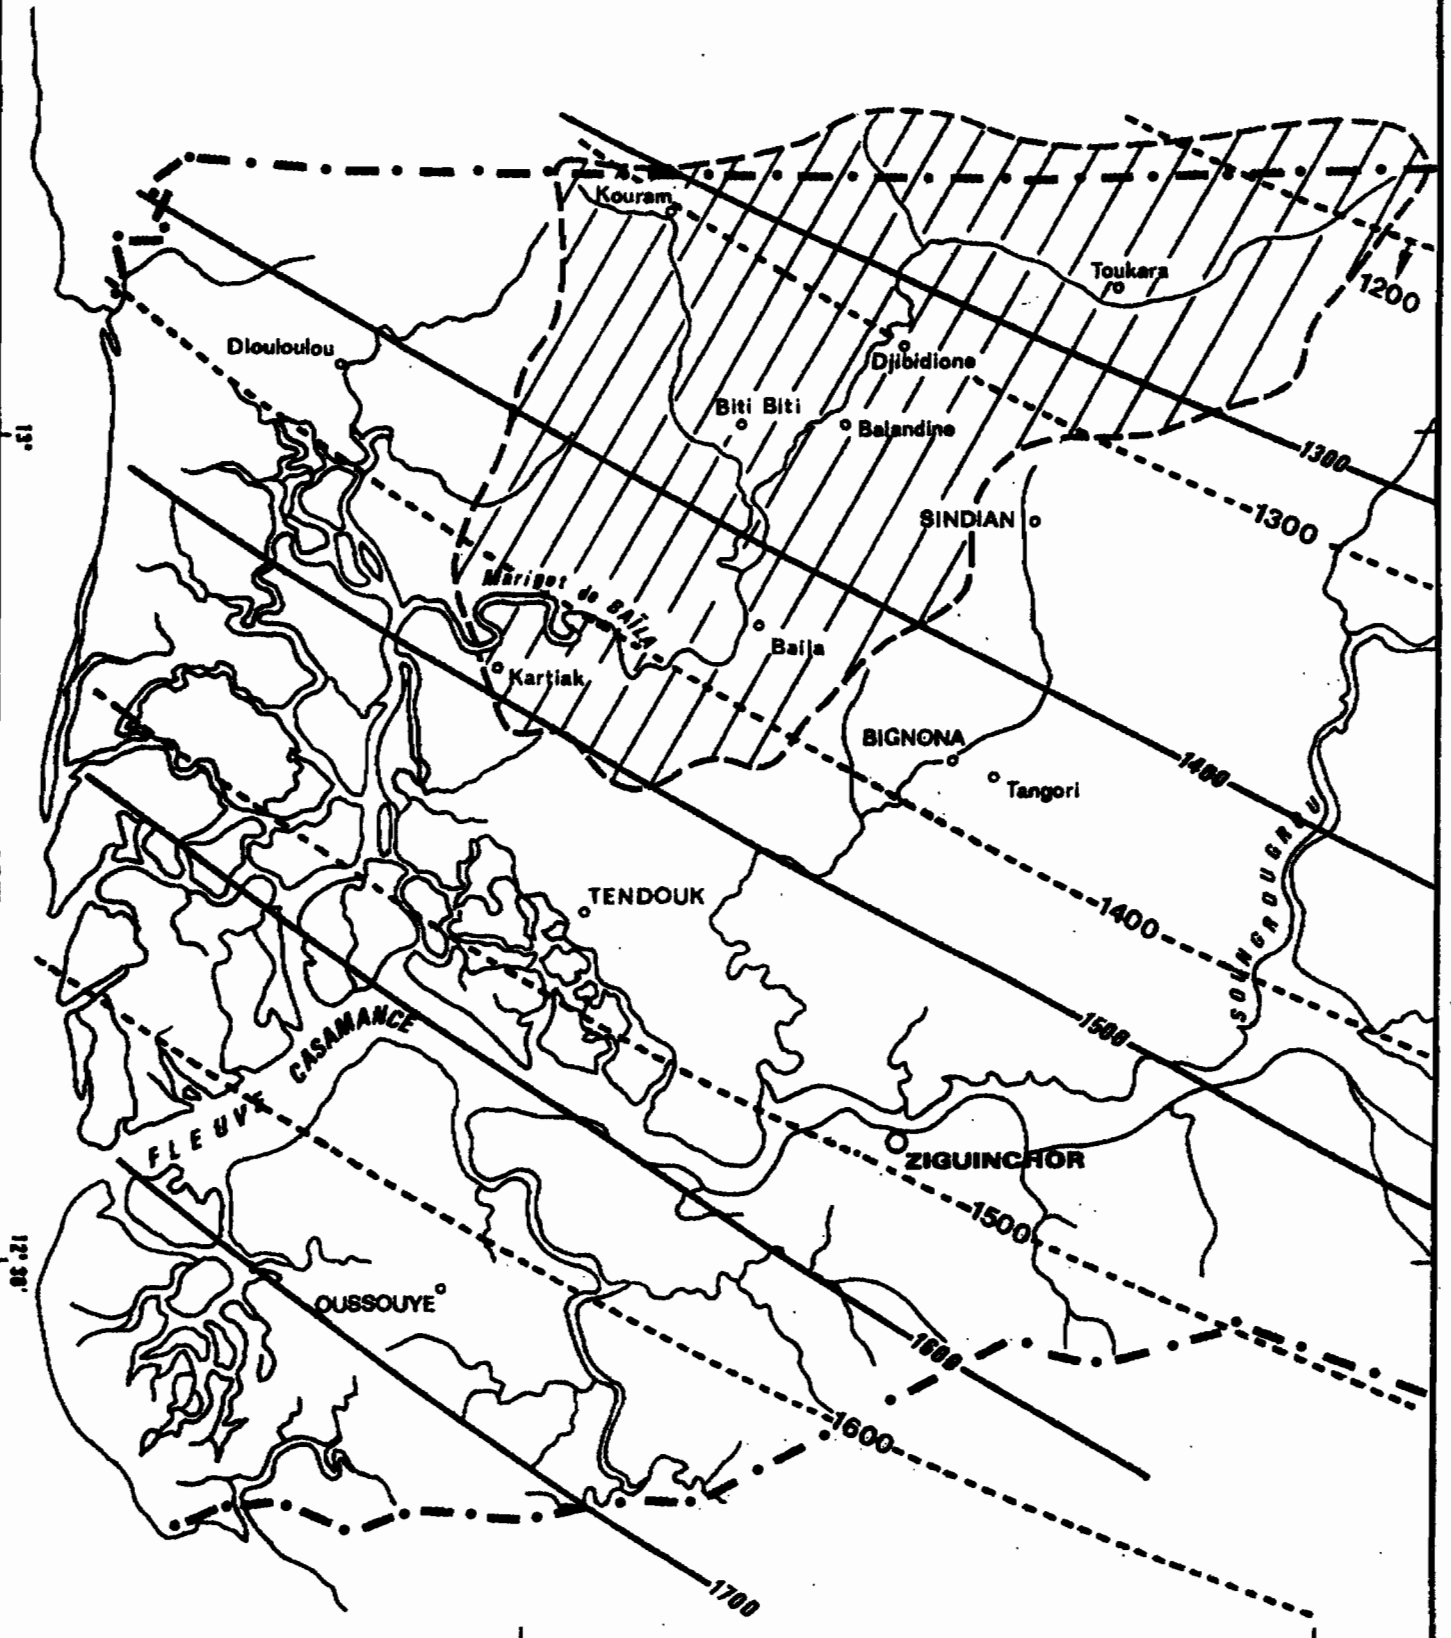 Kouram
Toukara
1200
Diouloulou
Djibidione
Biti Biti
Balandine
13°
1300
SINDIAN
1300
Marigot de BAÏLA
Baila
Kartiak
BIGNONA
1400
Tangori
SOUNGROUGROU
TENDOUK
1400
FLEUVE CASAMANCE
1500
ZIGUINCHOR
1500
12°30'
OUSSOUYE
1600
1600
1700